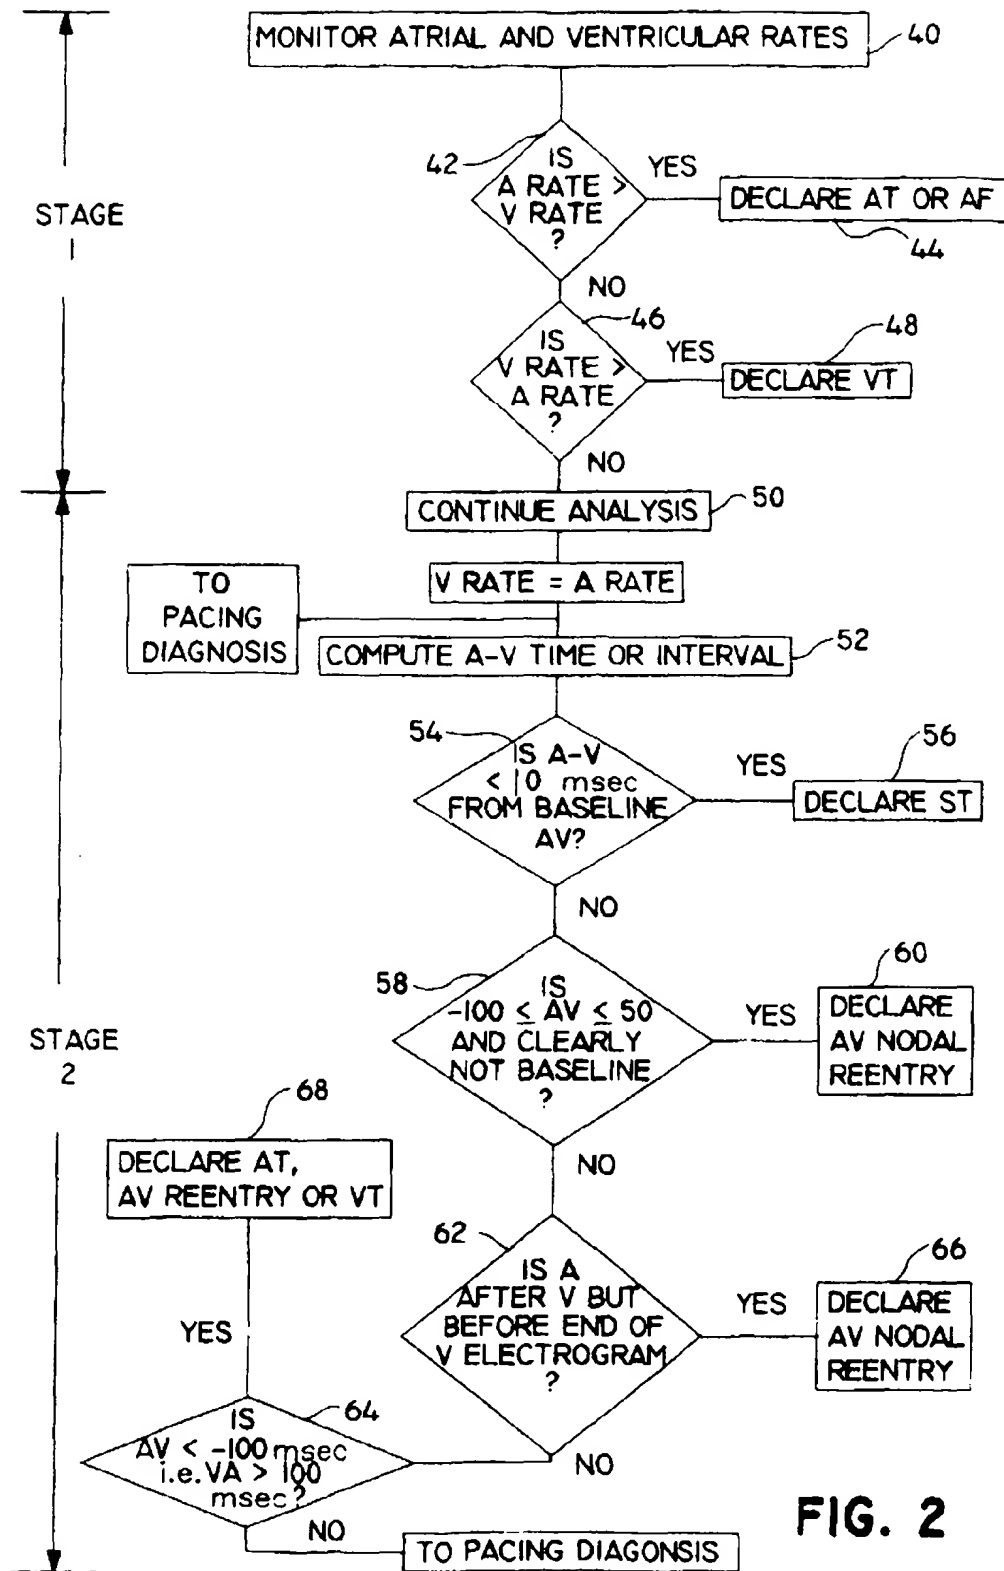 MONITOR ATRIAL AND VENTRICULAR RATES
40
42
IS
A RATE >
V RATE
?
YES
DECLARE AT OR AF
44
STAGE
1
NO
46
IS
V RATE >
A RATE
?
YES
48
DECLARE VT
NO
CONTINUE ANALYSIS
50
V RATE = A RATE
TO
PACING
DIAGNOSIS
COMPUTE A-V TIME OR INTERVAL
52
54
IS A-V
< 10 msec
FROM BASELINE
AV?
YES
56
DECLARE ST
NO
58
IS
-100 ≤ AV ≤ 50
AND CLEARLY
NOT BASELINE
?
YES
60
DECLARE
AV NODAL
REENTRY
STAGE
2
NO
68
DECLARE AT,
AV REENTRY OR VT
62
IS A
AFTER V BUT
BEFORE END OF
V ELECTROGRAM
?
YES
66
DECLARE
AV NODAL
REENTRY
YES
64
IS
AV < -100 msec
i.e. VA > 100
msec?
NO
NO
TO PACING DIAGONSIS
FIG. 2